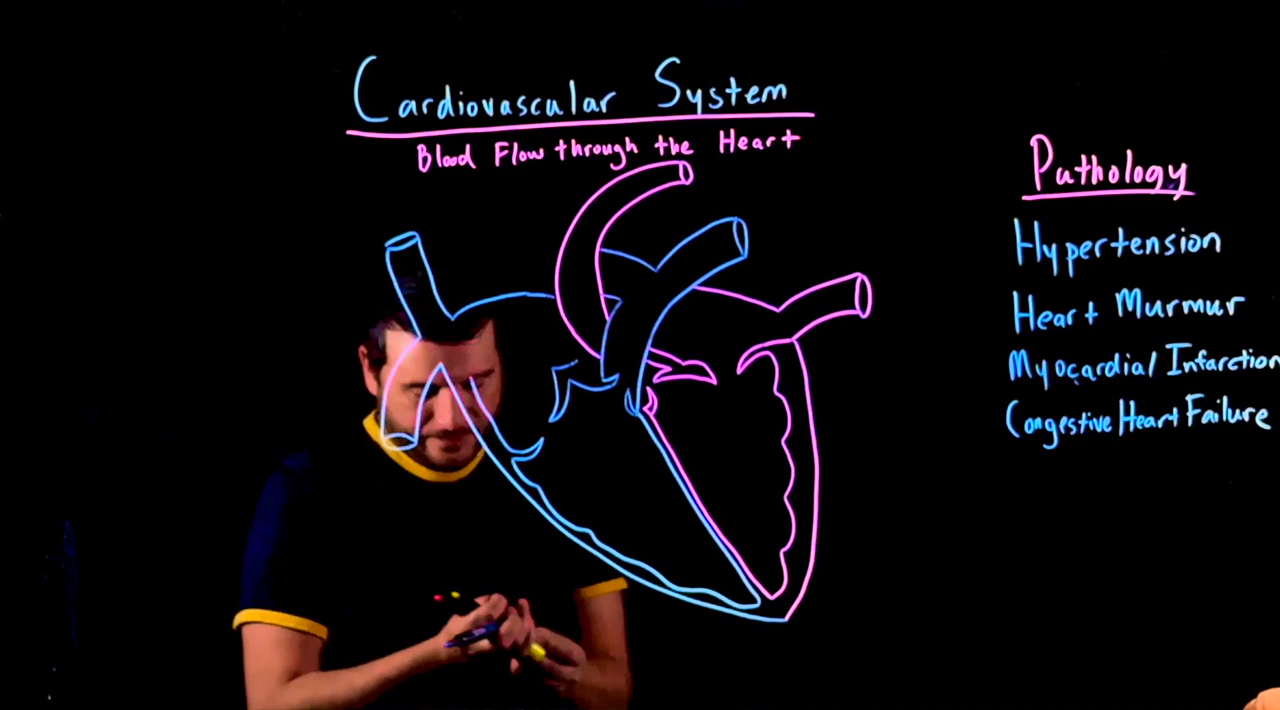 Cardiovascular System
Blood Flow through the Heart
Pathology
Hypertension
Heart Murmur
Myocardial Infarction
Congestive Heart Failure